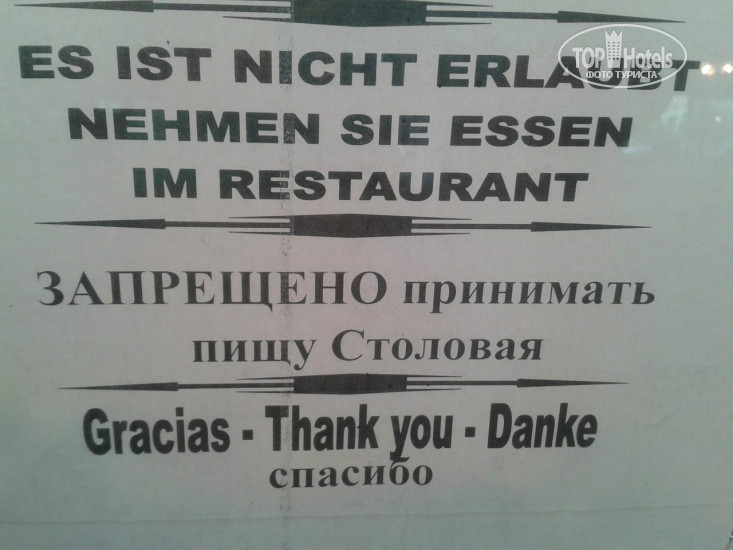 TOP Hotels
ФОТО ТУРИСТА
ES IST NICHT ERLAUBT
NEHMEN SIE ESSEN
IM RESTAURANT
ЗАПРЕЩЕНО принимать
пищу Столовая
Gracias - Thank you - Danke
спасибо